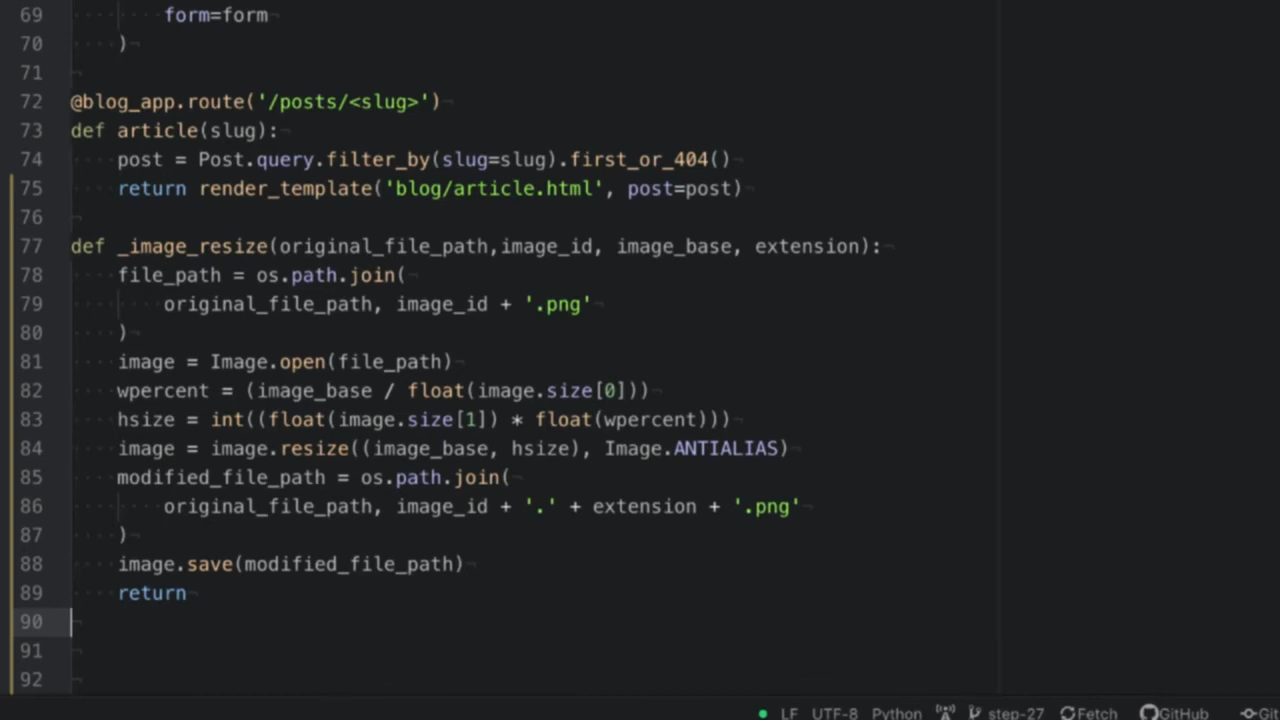 69 form=form
70 )
71
72 @blog_app.route('/posts/<slug>')
73 def article(slug):
74 post = Post.query.filter_by(slug=slug).first_or_404()
75 return render_template('blog/article.html', post=post)
76
77 def _image_resize(original_file_path,image_id, image_base, extension):
78 file_path = os.path.join(
79 original_file_path, image_id + '.png'
80 )
81 image = Image.open(file_path)
82 wpercent = (image_base / float(image.size[0]))
83 hsize = int((float(image.size[1]) * float(wpercent)))
84 image = image.resize((image_base, hsize), Image.ANTIALIAS)
85 modified_file_path = os.path.join(
86 original_file_path, image_id + '.' + extension + '.png'
87 )
88 image.save(modified_file_path)
89 return
90
91
92
LF UTF-8 Python step-27 Fetch GitHub Git